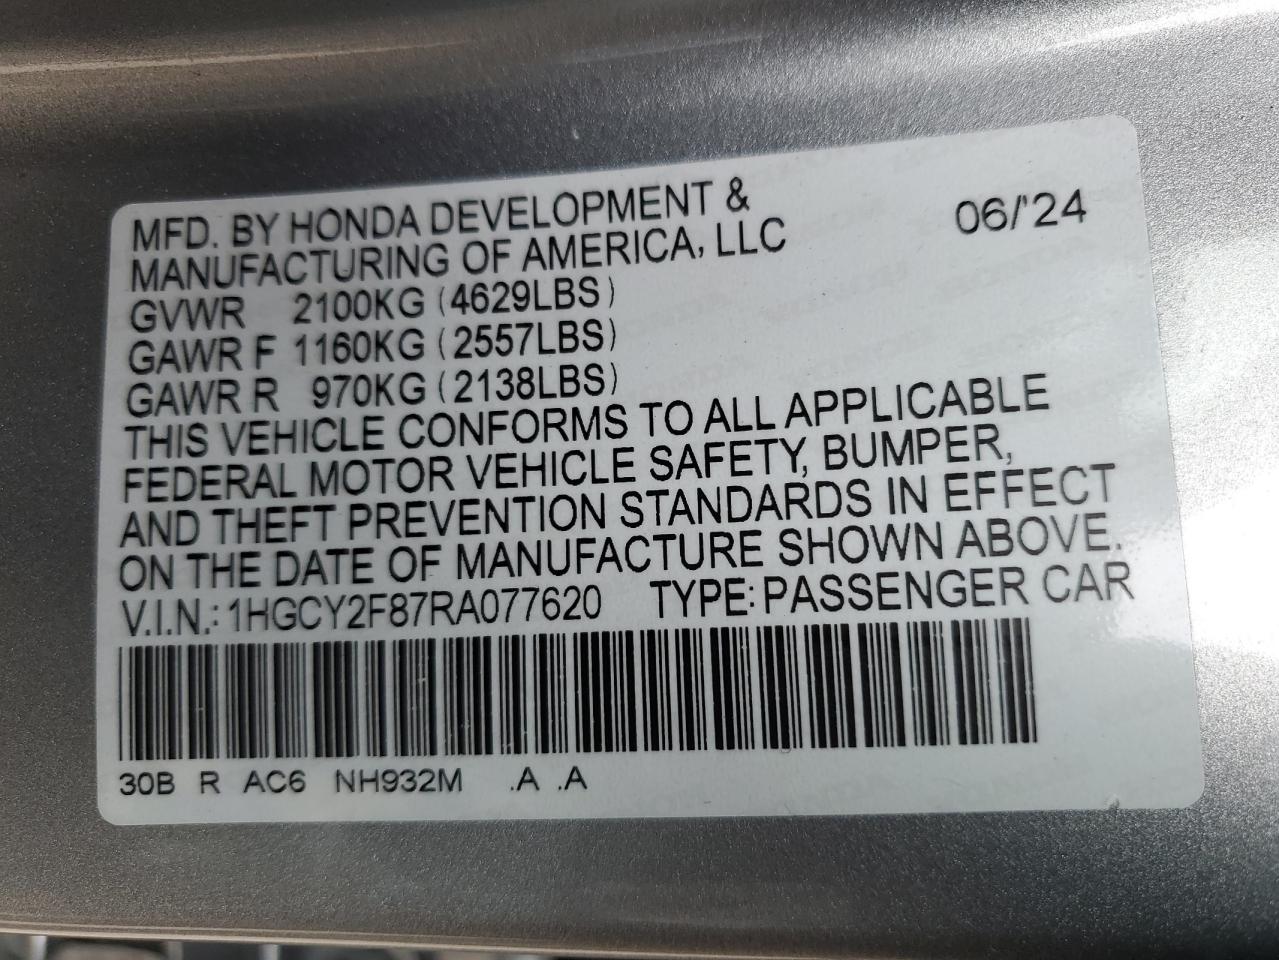 MFD. BY HONDA DEVELOPMENT & 06/'24
MANUFACTURING OF AMERICA, LLC
GVWR 2100KG (4629LBS)
GAWR F 1160KG (2557LBS)
GAWR R 970KG (2138LBS)
THIS VEHICLE CONFORMS TO ALL APPLICABLE
FEDERAL MOTOR VEHICLE SAFETY, BUMPER,
AND THEFT PREVENTION STANDARDS IN EFFECT
ON THE DATE OF MANUFACTURE SHOWN ABOVE.
V.I.N.: 1HGCY2F87RA077620 TYPE: PASSENGER CAR
30B R AC6 NH932M .A .A